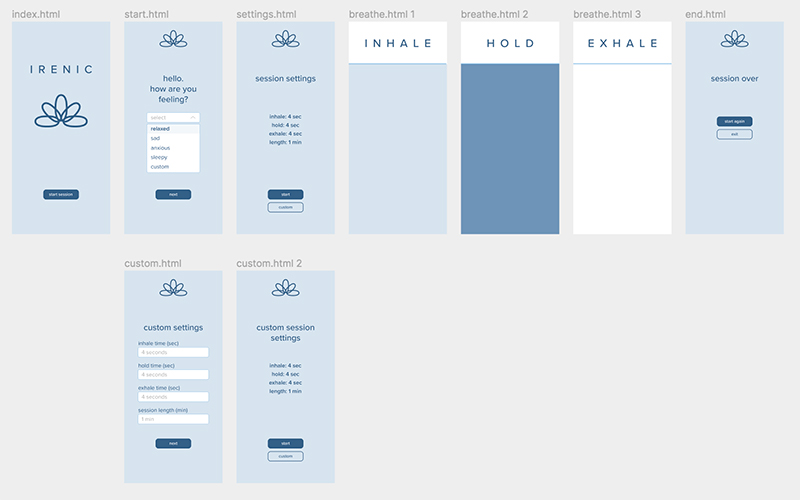 index.html
IRENIC
start session
start.html
hello.
how are you
feeling?
select
relaxed
sad
anxious
sleepy
custom
next
settings.html
session settings
inhale: 4 sec
hold: 4 sec
exhale: 4 sec
length: 1 min
start
custom
breathe.html 1
INHALE
breathe.html 2
HOLD
breathe.html 3
EXHALE
end.html
session over
start again
exit
custom.html
custom settings
inhale time (sec)
4 seconds
hold time (sec)
4 seconds
exhale time (sec)
4 seconds
session length (min)
1 min
next
custom.html 2
custom session
settings
inhale: 4 sec
hold: 4 sec
exhale: 4 sec
length: 1 min
start
custom